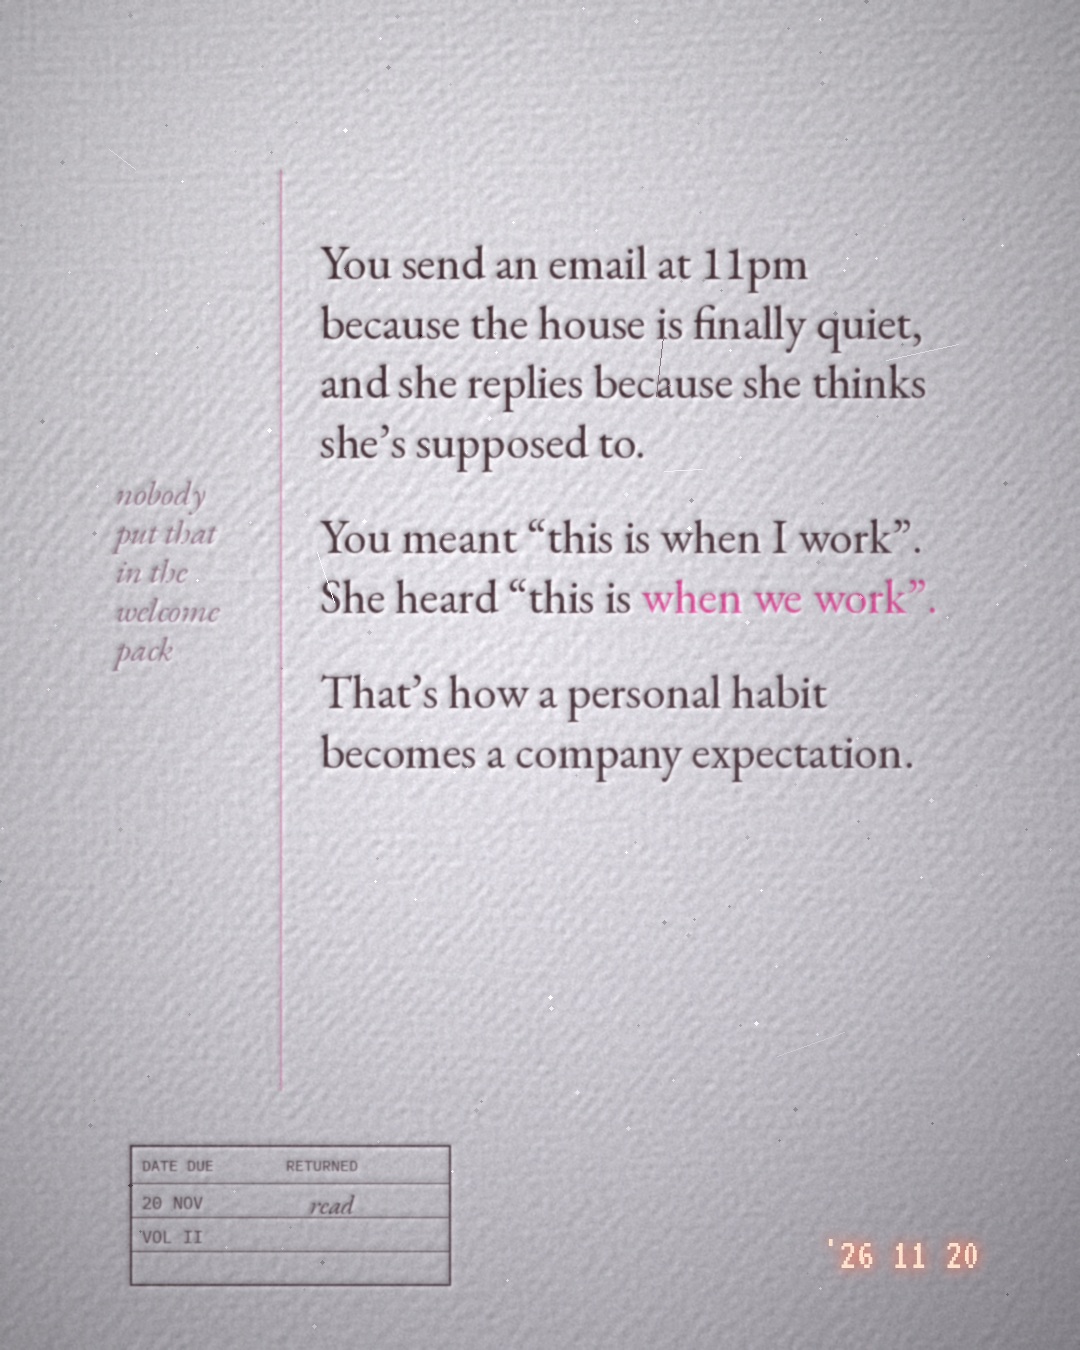 You send an email at 11pm
because the house is finally quiet,
and she replies because she thinks
she’s supposed to.
nobody
put that
in the
welcome
pack
You meant “this is when I work”.
She heard “this is when we work”.
That’s how a personal habit
becomes a company expectation.
DATE DUE RETURNED
20 NOV read
VOL II
'26 11 20